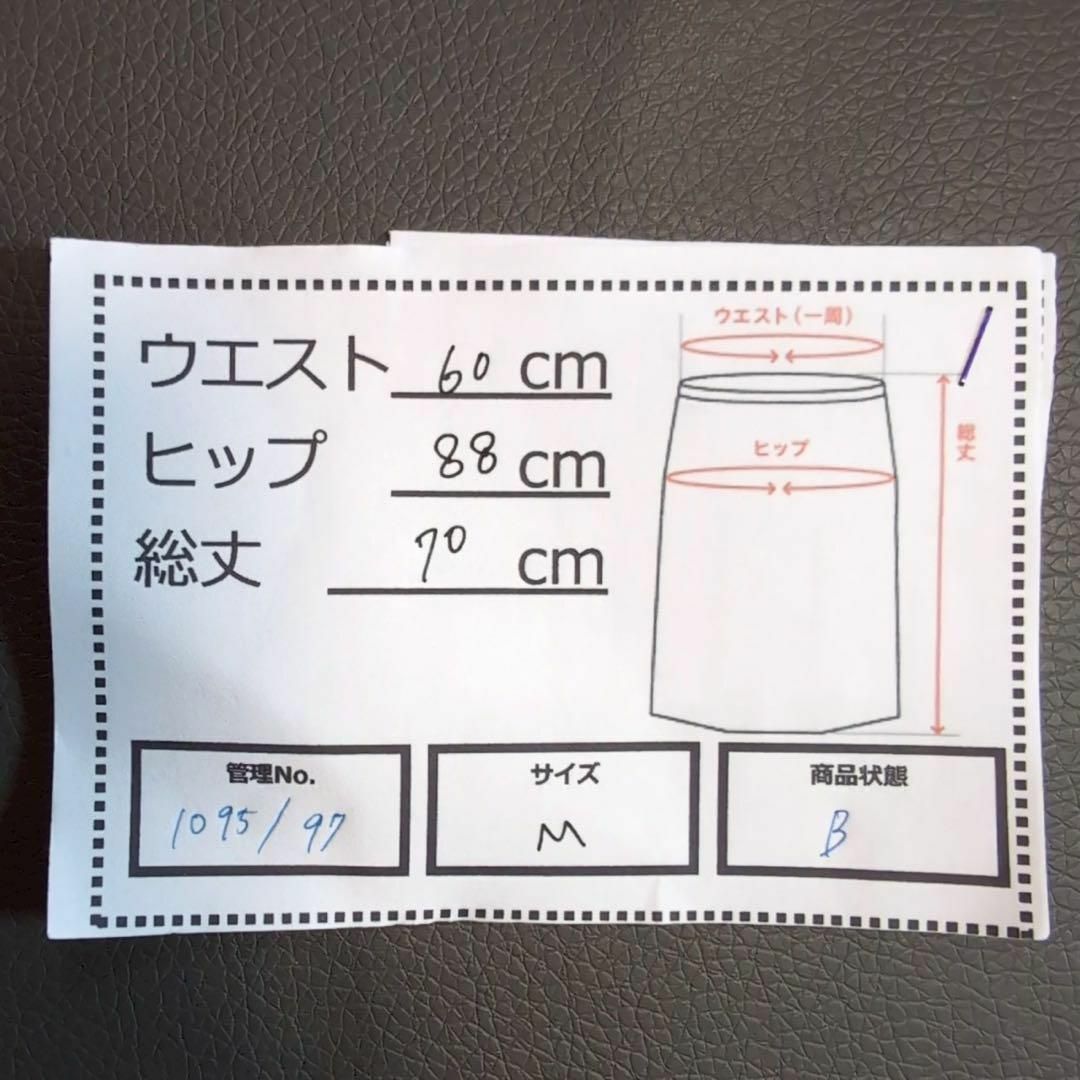 ウエスト 60 cm
ヒップ 88 cm
総丈 70 cm
ウエスト(一周)
ヒップ
総丈
管理No.
1095/97
サイズ
M
商品状態
B